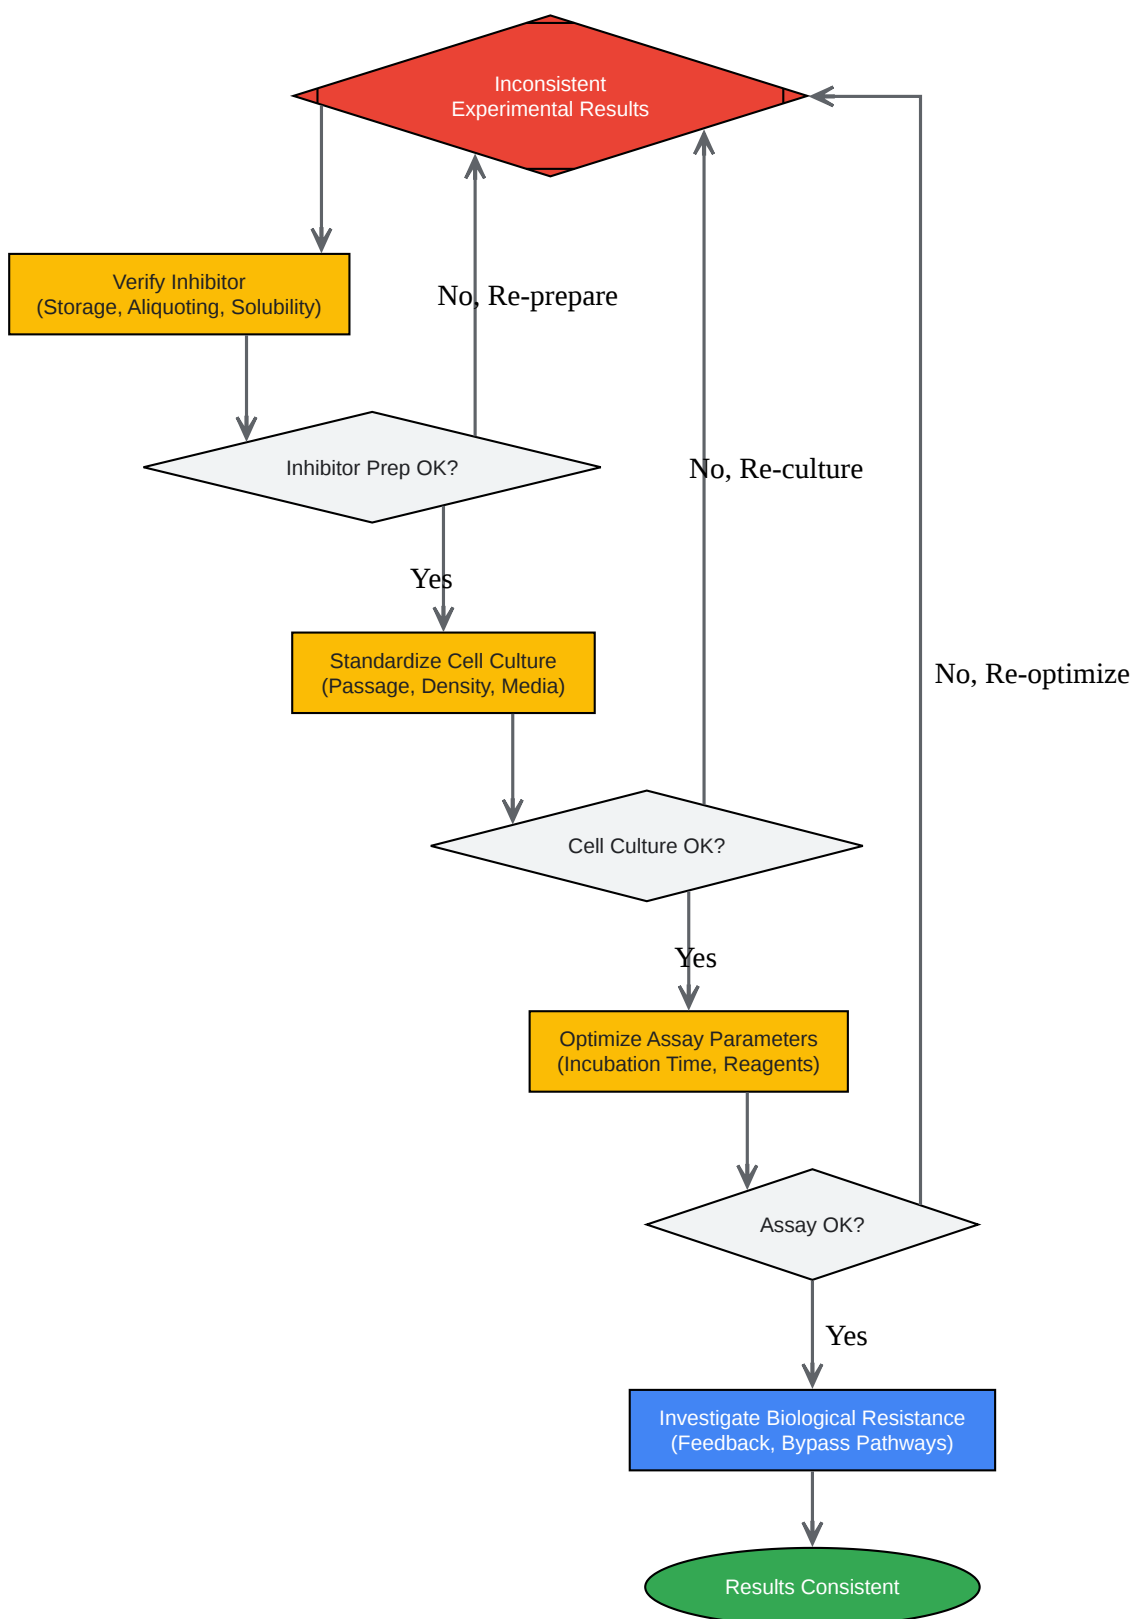 Inconsistent
Experimental Results
Verify Inhibitor
(Storage, Aliquoting, Solubility)
No, Re-prepare
Inhibitor Prep OK?
No, Re-culture
Yes
Standardize Cell Culture
(Passage, Density, Media)
No, Re-optimize
Cell Culture OK?
Yes
Optimize Assay Parameters
(Incubation Time, Reagents)
Assay OK?
Yes
Investigate Biological Resistance
(Feedback, Bypass Pathways)
Results Consistent